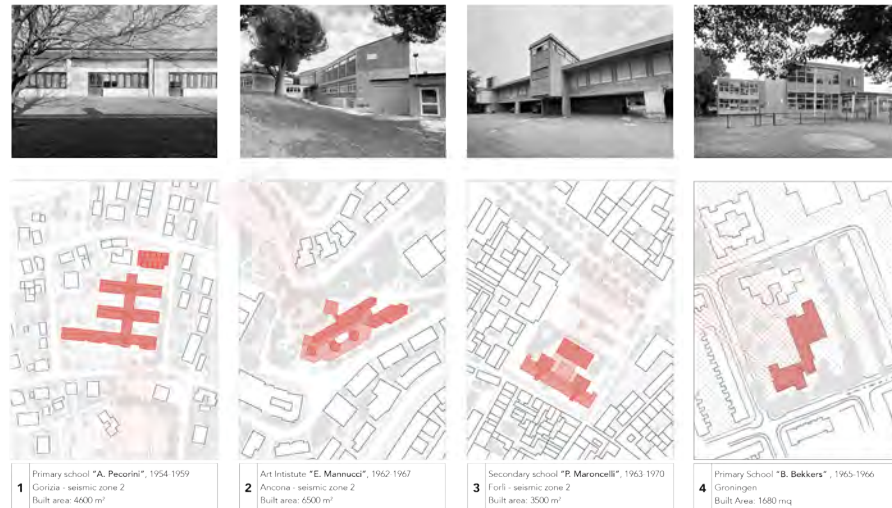 1
Primary school "A. Pecorini", 1954-1959
Gorizia - seismic zone 2
Built area: 4600 m²
2
Art Intistute "E. Mannucci", 1962-1967
Ancona - seismic zone 2
Built area: 6500 m²
3
Secondary school "P. Maroncelli", 1963-1970
Forlì - seismic zone 2
Built area: 3500 m²
4
Primary School "B. Bekkers" , 1965-1966
Groningen
Built Area: 1680 mq